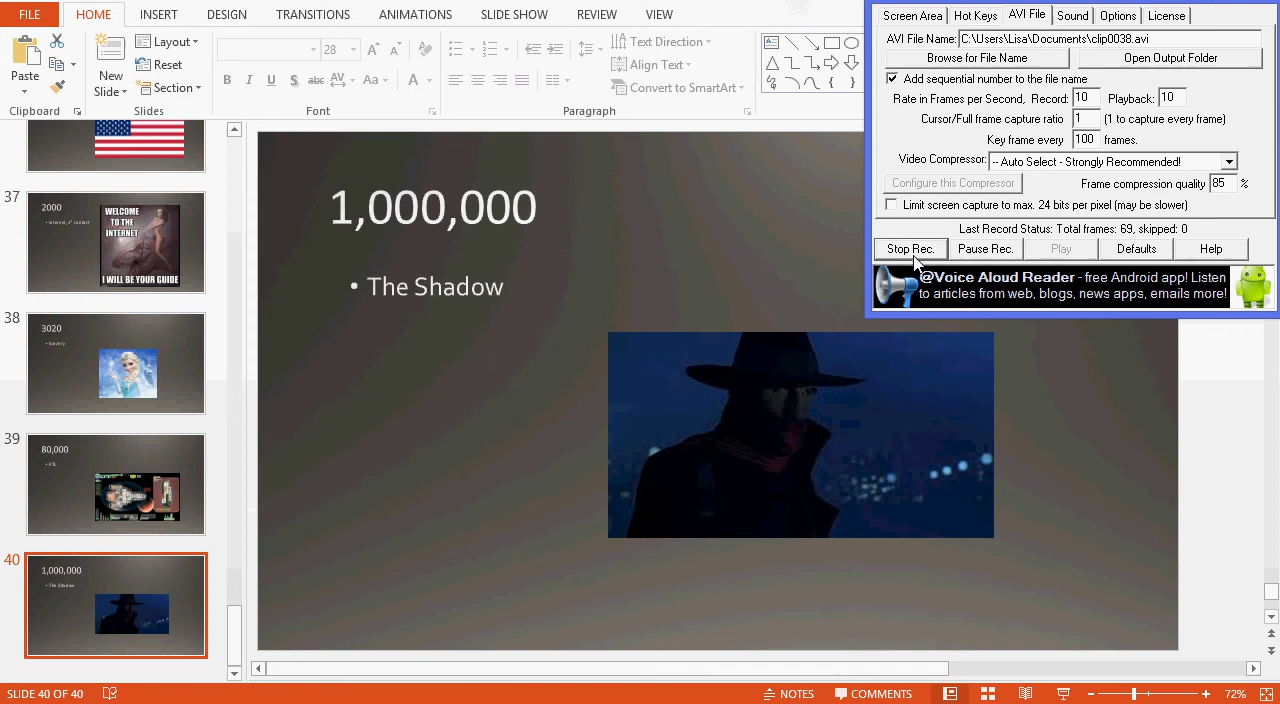 FILE HOME INSERT DESIGN TRANSITIONS ANIMATIONS SLIDE SHOW REVIEW VIEW
Paste
New
Slide
Layout
Reset
Section
28
B I U S abc AV Aa A
Text Direction
Align Text
Convert to SmartArt
Clipboard Slides Font Paragraph
37
2000
WELCOME
TO THE
INTERNET
I WILL BE YOUR GUIDE
38
3020
• Sorcery
39
80,000
• FTL
40
1,000,000
• The Shadow
1,000,000
• The Shadow
Screen Area Hot Keys AVI File Sound Options License
AVI File Name: C:\Users\Lisa\Documents\clip0038.avi
Browse for File Name Open Output Folder
Add sequential number to the file name
Rate in Frames per Second, Record: 10 Playback: 10
Cursor/Full frame capture ratio 1 (1 to capture every frame)
Key frame every 100 frames.
Video Compressor: -- Auto Select - Strongly Recommended!
Configure this Compressor Frame compression quality 85 %
Limit screen capture to max. 24 bits per pixel (may be slower)
Last Record Status: Total frames: 69, skipped: 0
Stop Rec. Pause Rec. Play Defaults Help
@Voice Aloud Reader - free Android app! Listen
to articles from web, blogs, news apps, emails more!
SLIDE 40 OF 40 NOTES COMMENTS 72%